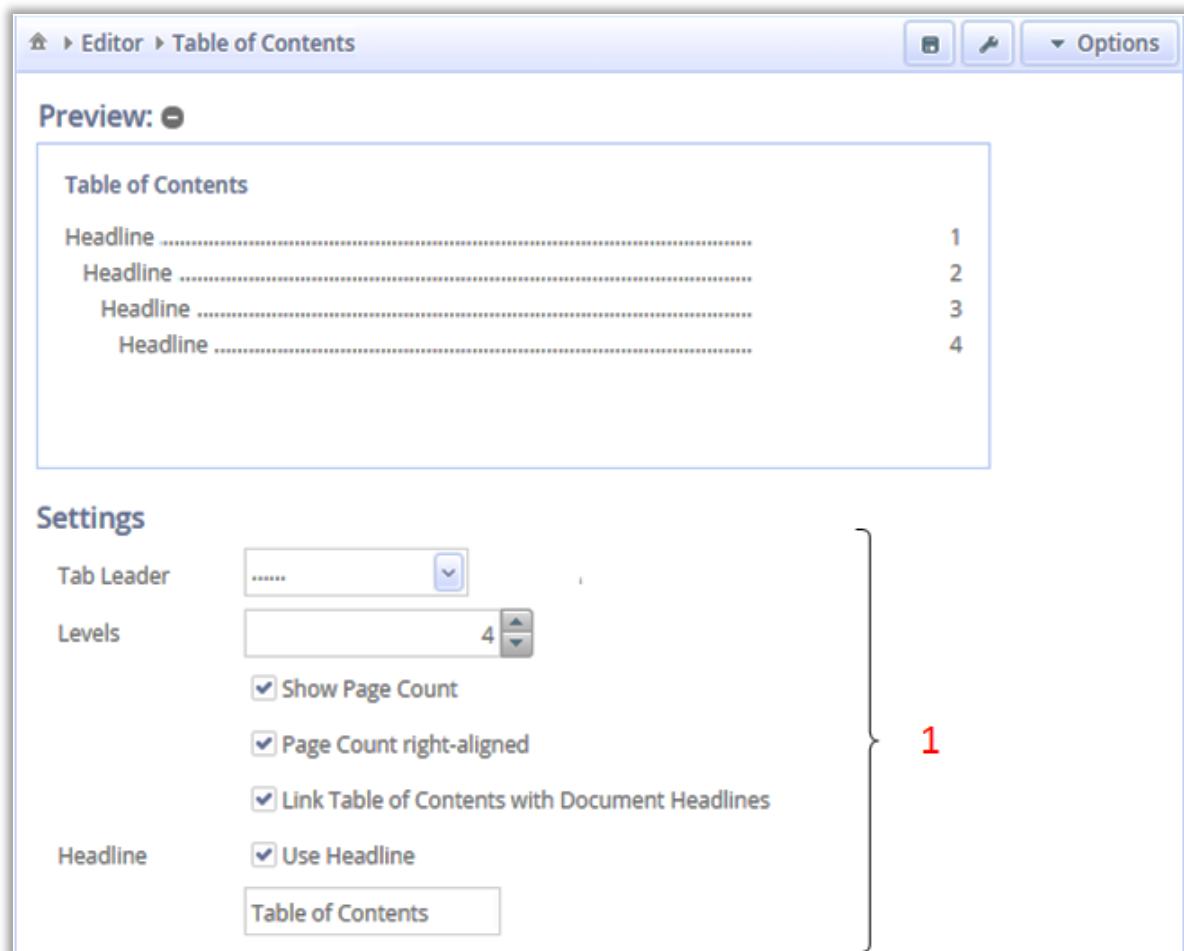 Editor Table of Contents Options
Preview:
Table of Contents
Headline ........................................................................................................ 1
Headline ..................................................................................................... 2
Headline .................................................................................................. 3
Headline ............................................................................................... 4
Settings
Tab Leader ......
Levels 4
Show Page Count
Page Count right-aligned
1
Link Table of Contents with Document Headlines
Headline Use Headline
Table of Contents